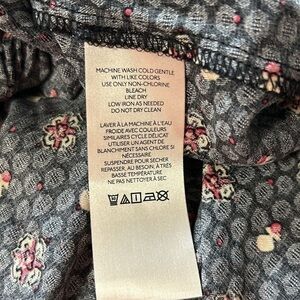 MACHINE WASH COLD GENTLE
WITH LIKE COLORS
USE ONLY NON-CHLORINE
BLEACH
LINE DRY
LOW IRON AS NEEDED
DO NOT DRY CLEAN
LAVER À LA MACHINE À L'EAU
FROIDE AVEC COULEURS
SIMILAIRES CYCLE DÉLICAT
UTILISER UN AGENT DE
BLANCHIMENT SANS CHLORE SI
NÉCESSAIRE
SUSPENDRE POUR SÉCHER
REPASSER, AU BESOIN, À TRÈS
BASSE TEMPÉRATURE
NE PAS NETTOYER À SEC